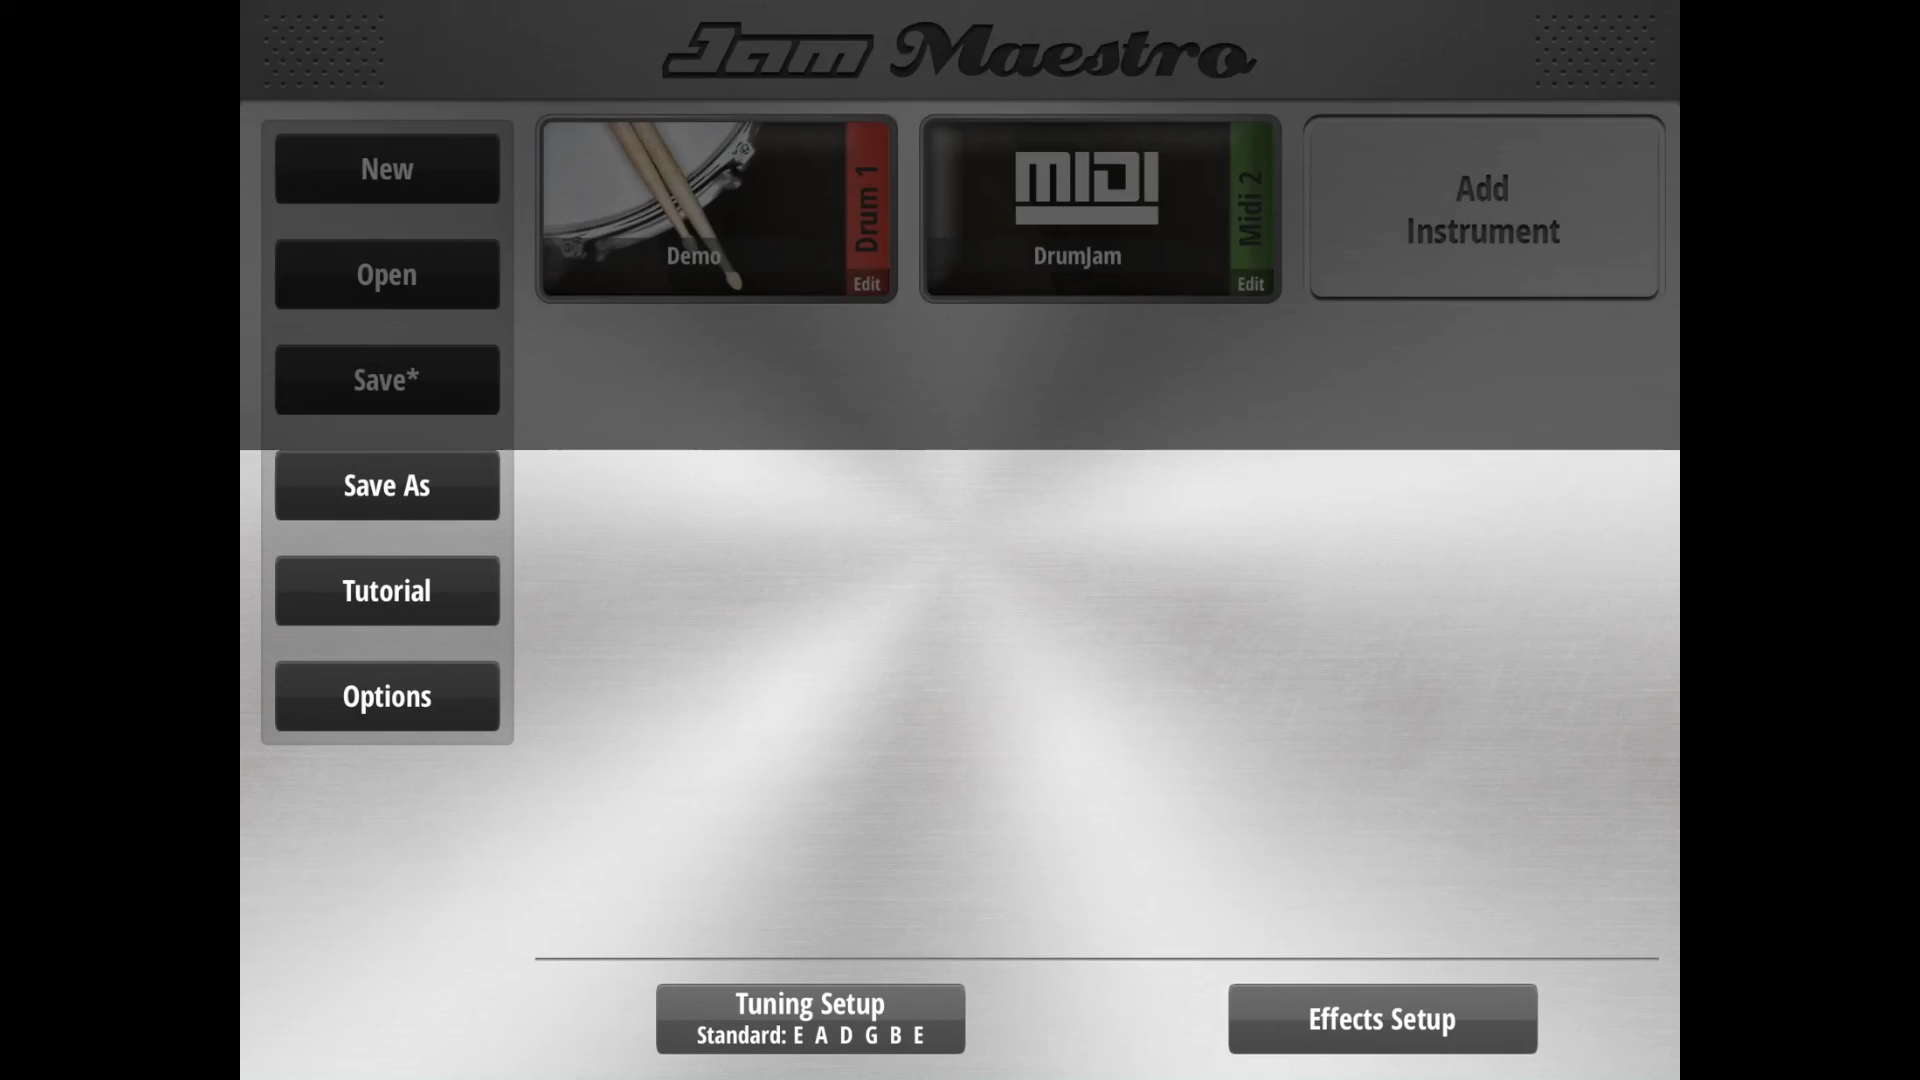 Jam Maestro
New
Open
Save*
Save As
Tutorial
Options
Demo
Drum 1
Edit
MIDI
DrumJam
Midi 2
Edit
Add
Instrument
Tuning Setup
Standard: E A D G B E
Effects Setup